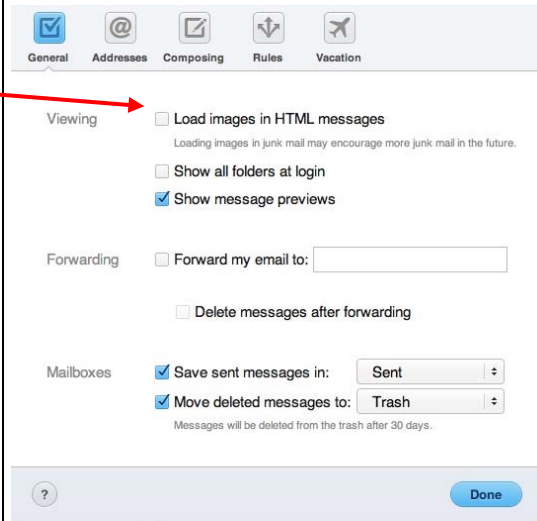 General Addresses Composing Rules Vacation
Viewing Load images in HTML messages
Loading images in junk mail may encourage more junk mail in the future.
Show all folders at login
Show message previews
Forwarding Forward my email to:
Delete messages after forwarding
Mailboxes Save sent messages in: Sent
Move deleted messages to: Trash
Messages will be deleted from the trash after 30 days.
? Done